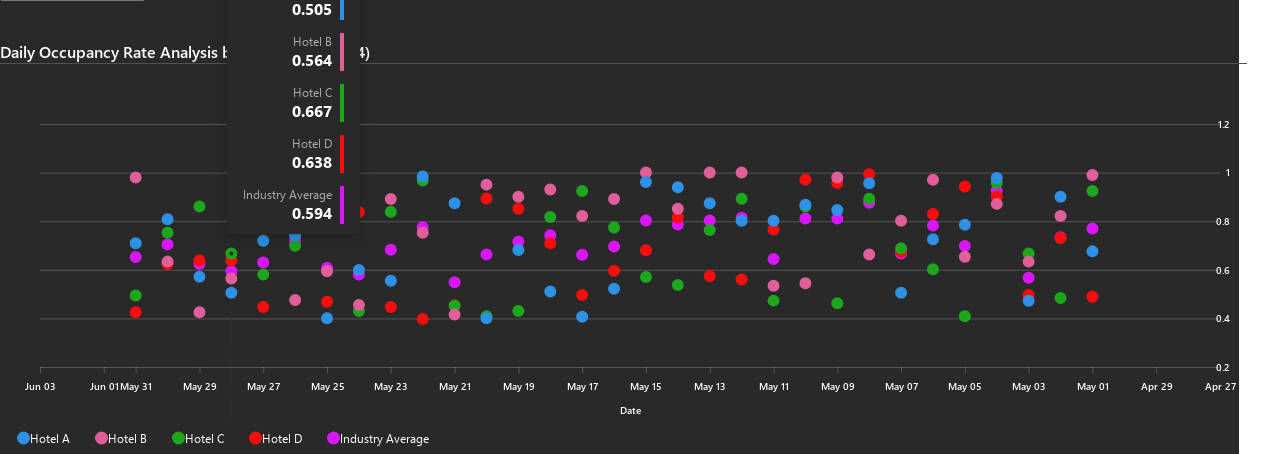 0.505
Hotel B
0.564
Daily Occupancy Rate Analysis b 4)
Hotel C
0.667
Hotel D
0.638
Industry Average
0.594
1.2
1
0.8
0.6
0.4
0.2
Jun 03 Jun 01 May 31 May 29 May 27 May 25 May 23 May 21 May 19 May 17 May 15 May 13 May 11 May 09 May 07 May 05 May 03 May 01 Apr 29 Apr 27
Date
Hotel A Hotel B Hotel C Hotel D Industry Average